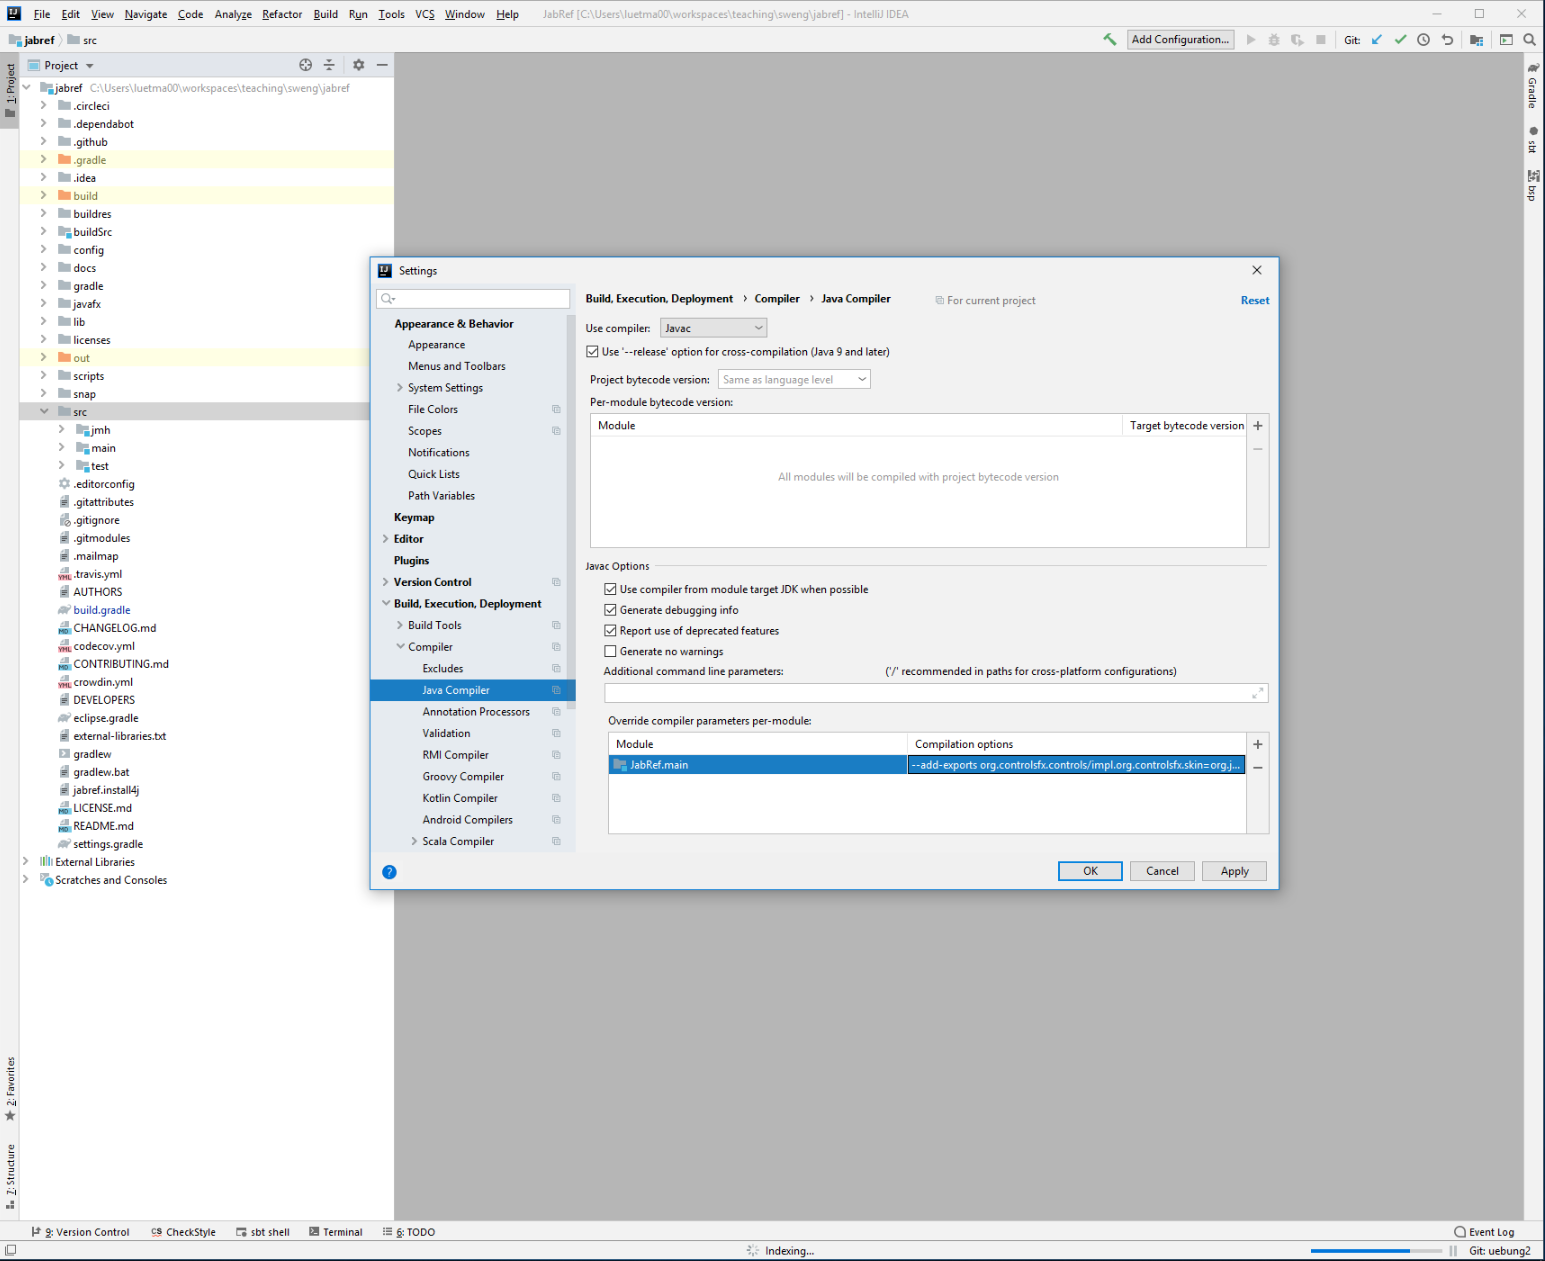 File Edit View Navigate Code Analyze Refactor Build Run Tools VCS Window Help JabRef [C:\Users\luetma00\workspaces\teaching\sweng\jabref] - IntelliJ IDEA
jabref src
Add Configuration...
Git:
1: Project
Project
jabref C:\Users\luetma00\workspaces\teaching\sweng\jabref
.circleci
.dependabot
.github
.gradle
.idea
build
buildres
buildSrc
config
docs
gradle
javafx
lib
licenses
out
scripts
snap
src
jmh
main
test
.editorconfig
.gitattributes
.gitignore
.gitmodules
.mailmap
.travis.yml
AUTHORS
build.gradle
CHANGELOG.md
codecov.yml
CONTRIBUTING.md
crowdin.yml
DEVELOPERS
eclipse.gradle
external-libraries.txt
gradlew
gradlew.bat
jabref.install4j
LICENSE.md
README.md
settings.gradle
External Libraries
Scratches and Consoles
2: Favorites
7: Structure
Gradle
sbt
bsp
Settings
Appearance & Behavior
Appearance
Menus and Toolbars
System Settings
File Colors
Scopes
Notifications
Quick Lists
Path Variables
Keymap
Editor
Plugins
Version Control
Build, Execution, Deployment
Build Tools
Compiler
Excludes
Java Compiler
Annotation Processors
Validation
RMI Compiler
Groovy Compiler
Kotlin Compiler
Android Compilers
Scala Compiler
Build, Execution, Deployment › Compiler › Java Compiler For current project Reset
Use compiler: Javac
Use '--release' option for cross-compilation (Java 9 and later)
Project bytecode version: Same as language level
Per-module bytecode version:
Module Target bytecode version
All modules will be compiled with project bytecode version
Javac Options
Use compiler from module target JDK when possible
Generate debugging info
Report use of deprecated features
Generate no warnings
Additional command line parameters: ('/' recommended in paths for cross-platform configurations)
Override compiler parameters per-module:
Module Compilation options
JabRef.main --add-exports org.controlsfx.controls/impl.org.controlsfx.skin=org.j...
OK Cancel Apply
9: Version Control CheckStyle sbt shell Terminal 6: TODO Event Log
Indexing... Git: uebung2